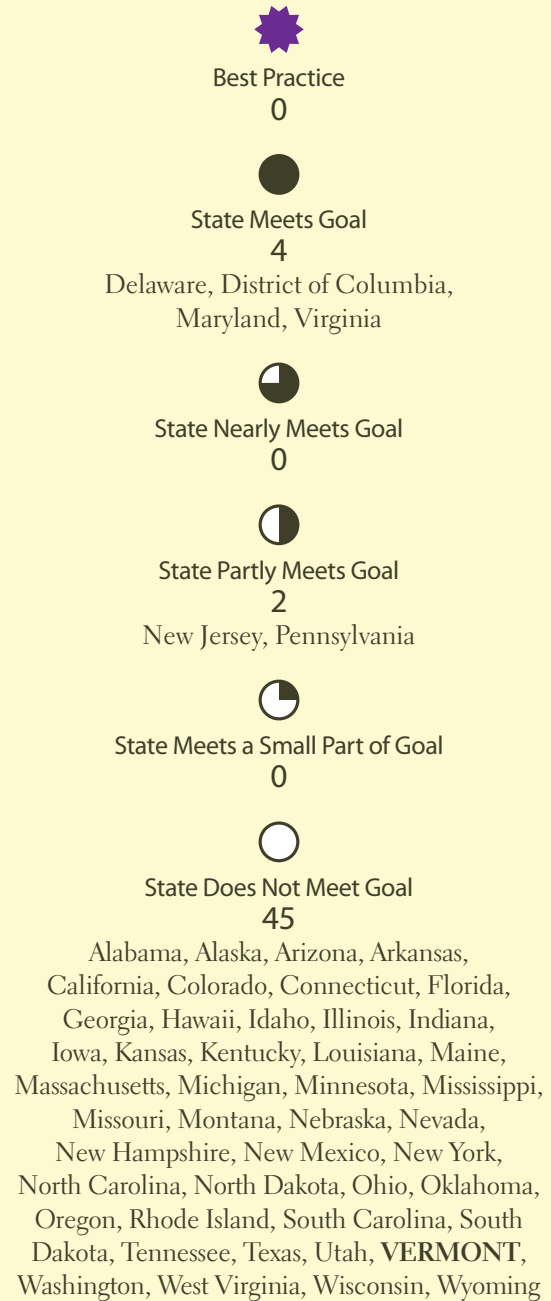 Best Practice
0
State Meets Goal
4
Delaware, District of Columbia,
Maryland, Virginia
State Nearly Meets Goal
0
State Partly Meets Goal
2
New Jersey, Pennsylvania
State Meets a Small Part of Goal
0
State Does Not Meet Goal
45
Alabama, Alaska, Arizona, Arkansas,
California, Colorado, Connecticut, Florida,
Georgia, Hawaii, Idaho, Illinois, Indiana,
Iowa, Kansas, Kentucky, Louisiana, Maine,
Massachusetts, Michigan, Minnesota, Mississippi,
Missouri, Montana, Nebraska, Nevada,
New Hampshire, New Mexico, New York,
North Carolina, North Dakota, Ohio, Oklahoma,
Oregon, Rhode Island, South Carolina, South
Dakota, Tennessee, Texas, Utah, VERMONT,
Washington, West Virginia, Wisconsin, Wyoming